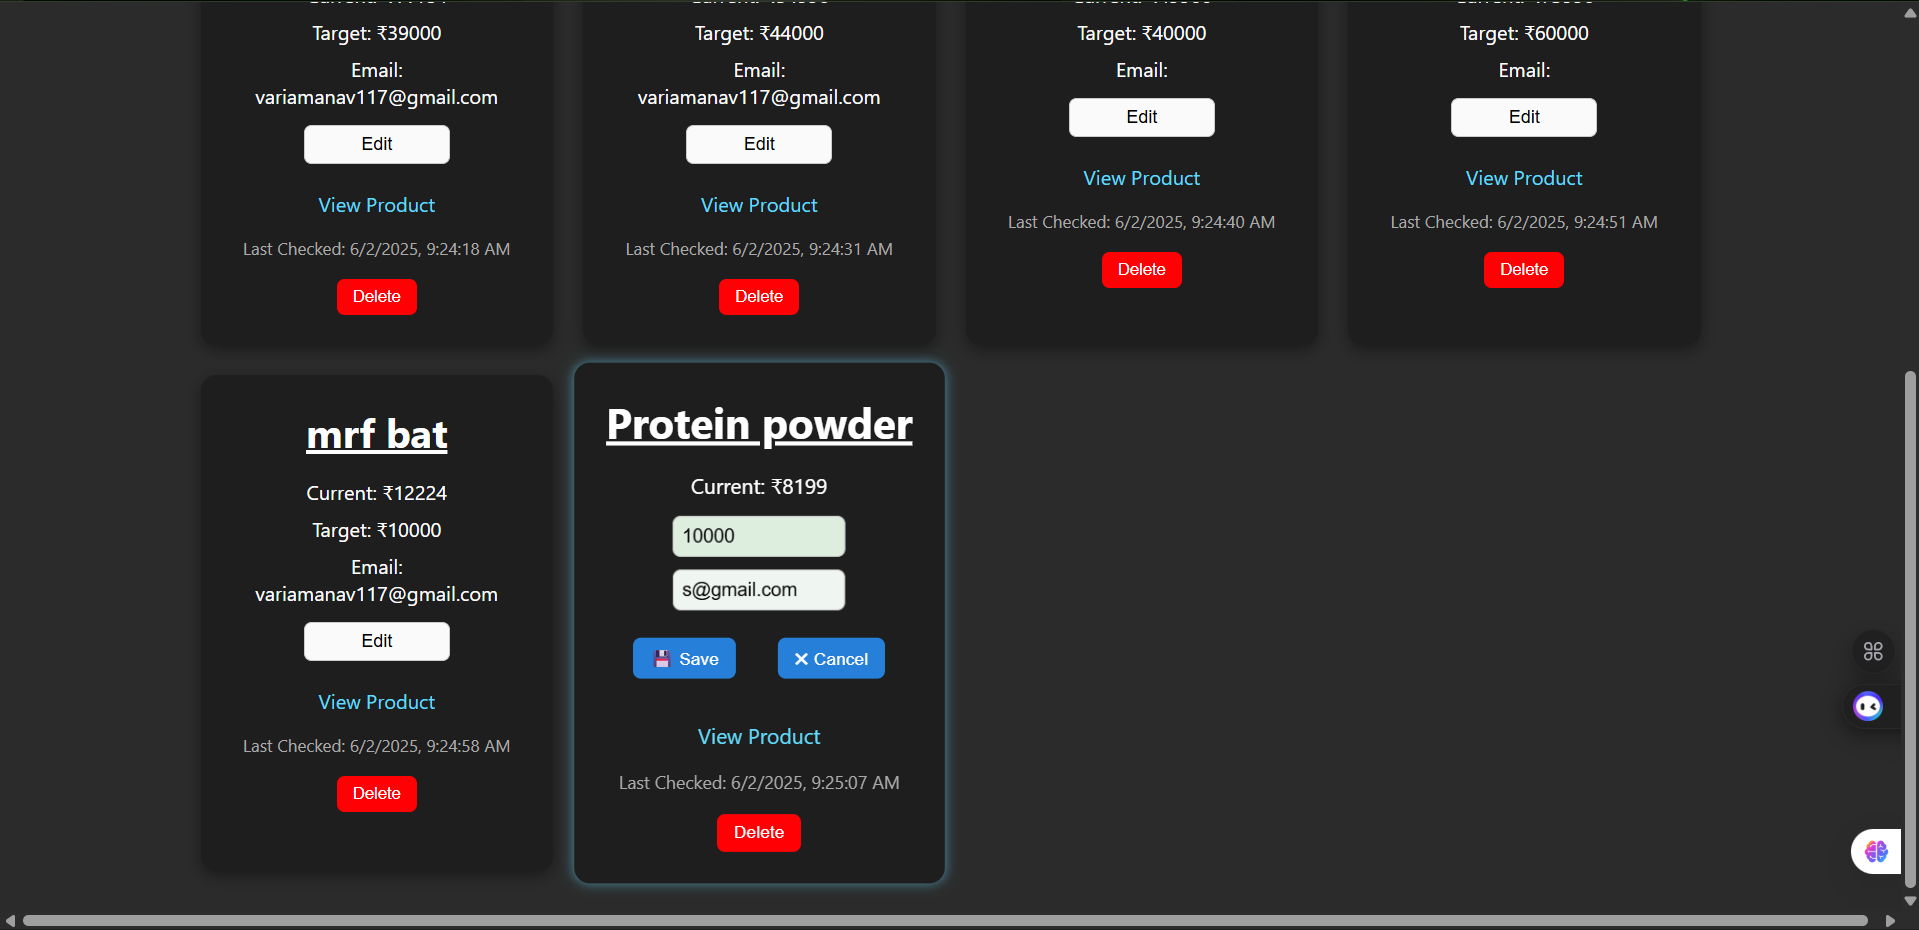 Target: ₹39000
Email:
variamanav117@gmail.com
Edit
View Product
Last Checked: 6/2/2025, 9:24:18 AM
Delete
Target: ₹44000
Email:
variamanav117@gmail.com
Edit
View Product
Last Checked: 6/2/2025, 9:24:31 AM
Delete
Target: ₹40000
Email:
Edit
View Product
Last Checked: 6/2/2025, 9:24:40 AM
Delete
Target: ₹60000
Email:
Edit
View Product
Last Checked: 6/2/2025, 9:24:51 AM
Delete
mrf bat
Current: ₹12224
Target: ₹10000
Email:
variamanav117@gmail.com
Edit
View Product
Last Checked: 6/2/2025, 9:24:58 AM
Delete
Protein powder
Current: ₹8199
10000
s@gmail.com
💾 Save
✕ Cancel
View Product
Last Checked: 6/2/2025, 9:25:07 AM
Delete